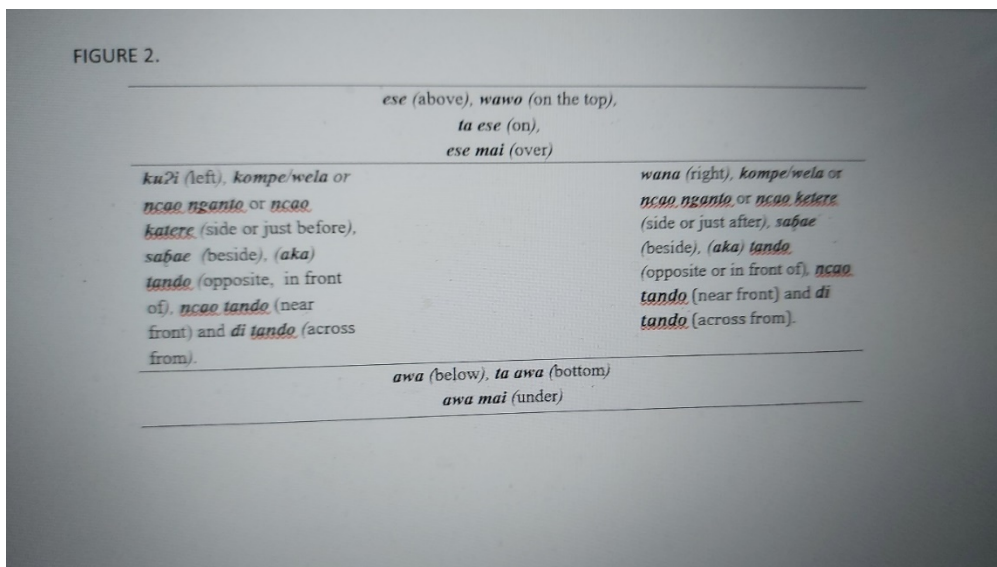 FIGURE 2.
ese (above), wawo (on the top),
ta ese (on),
ese mai (over)
kuʔi (left), kompe/wela or
ncao nganto or ncao
katere (side or just before),
saɓae (beside), (aka)
tando (opposite, in front
of), ncao tando (near
front) and di tando (across
from).
wana (right), kompe/wela or
ncao nganto or ncao ketere
(side or just after), saɓae
(beside), (aka) tando
(opposite or in front of), ncao
tando (near front) and di
tando (across from).
awa (below), ta awa (bottom)
awa mai (under)